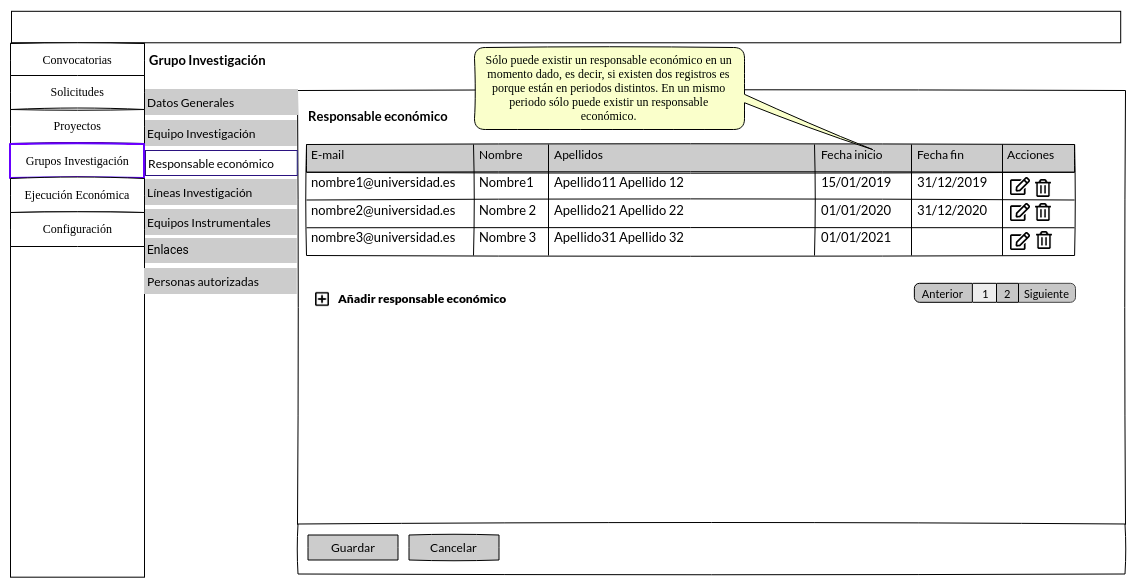 Convocatorias
Solicitudes
Proyectos
Grupos Investigación
Ejecución Económica
Configuración
Grupo Investigación
Datos Generales
Equipo Investigación
Responsable económico
Líneas Investigación
Equipos Instrumentales
Enlaces
Personas autorizadas
Sólo puede existir un responsable económico en un
momento dado, es decir, si existen dos registros es
porque están en periodos distintos. En un mismo
periodo sólo puede existir un responsable
económico.
Responsable económico
E-mail Nombre Apellidos Fecha inicio Fecha fin Acciones
nombre1@universidad.es Nombre1 Apellido11 Apellido 12 15/01/2019 31/12/2019
nombre2@universidad.es Nombre 2 Apellido21 Apellido 22 01/01/2020 31/12/2020
nombre3@universidad.es Nombre 3 Apellido31 Apellido 32 01/01/2021
Añadir responsable económico
Anterior 1 2 Siguiente
Guardar Cancelar